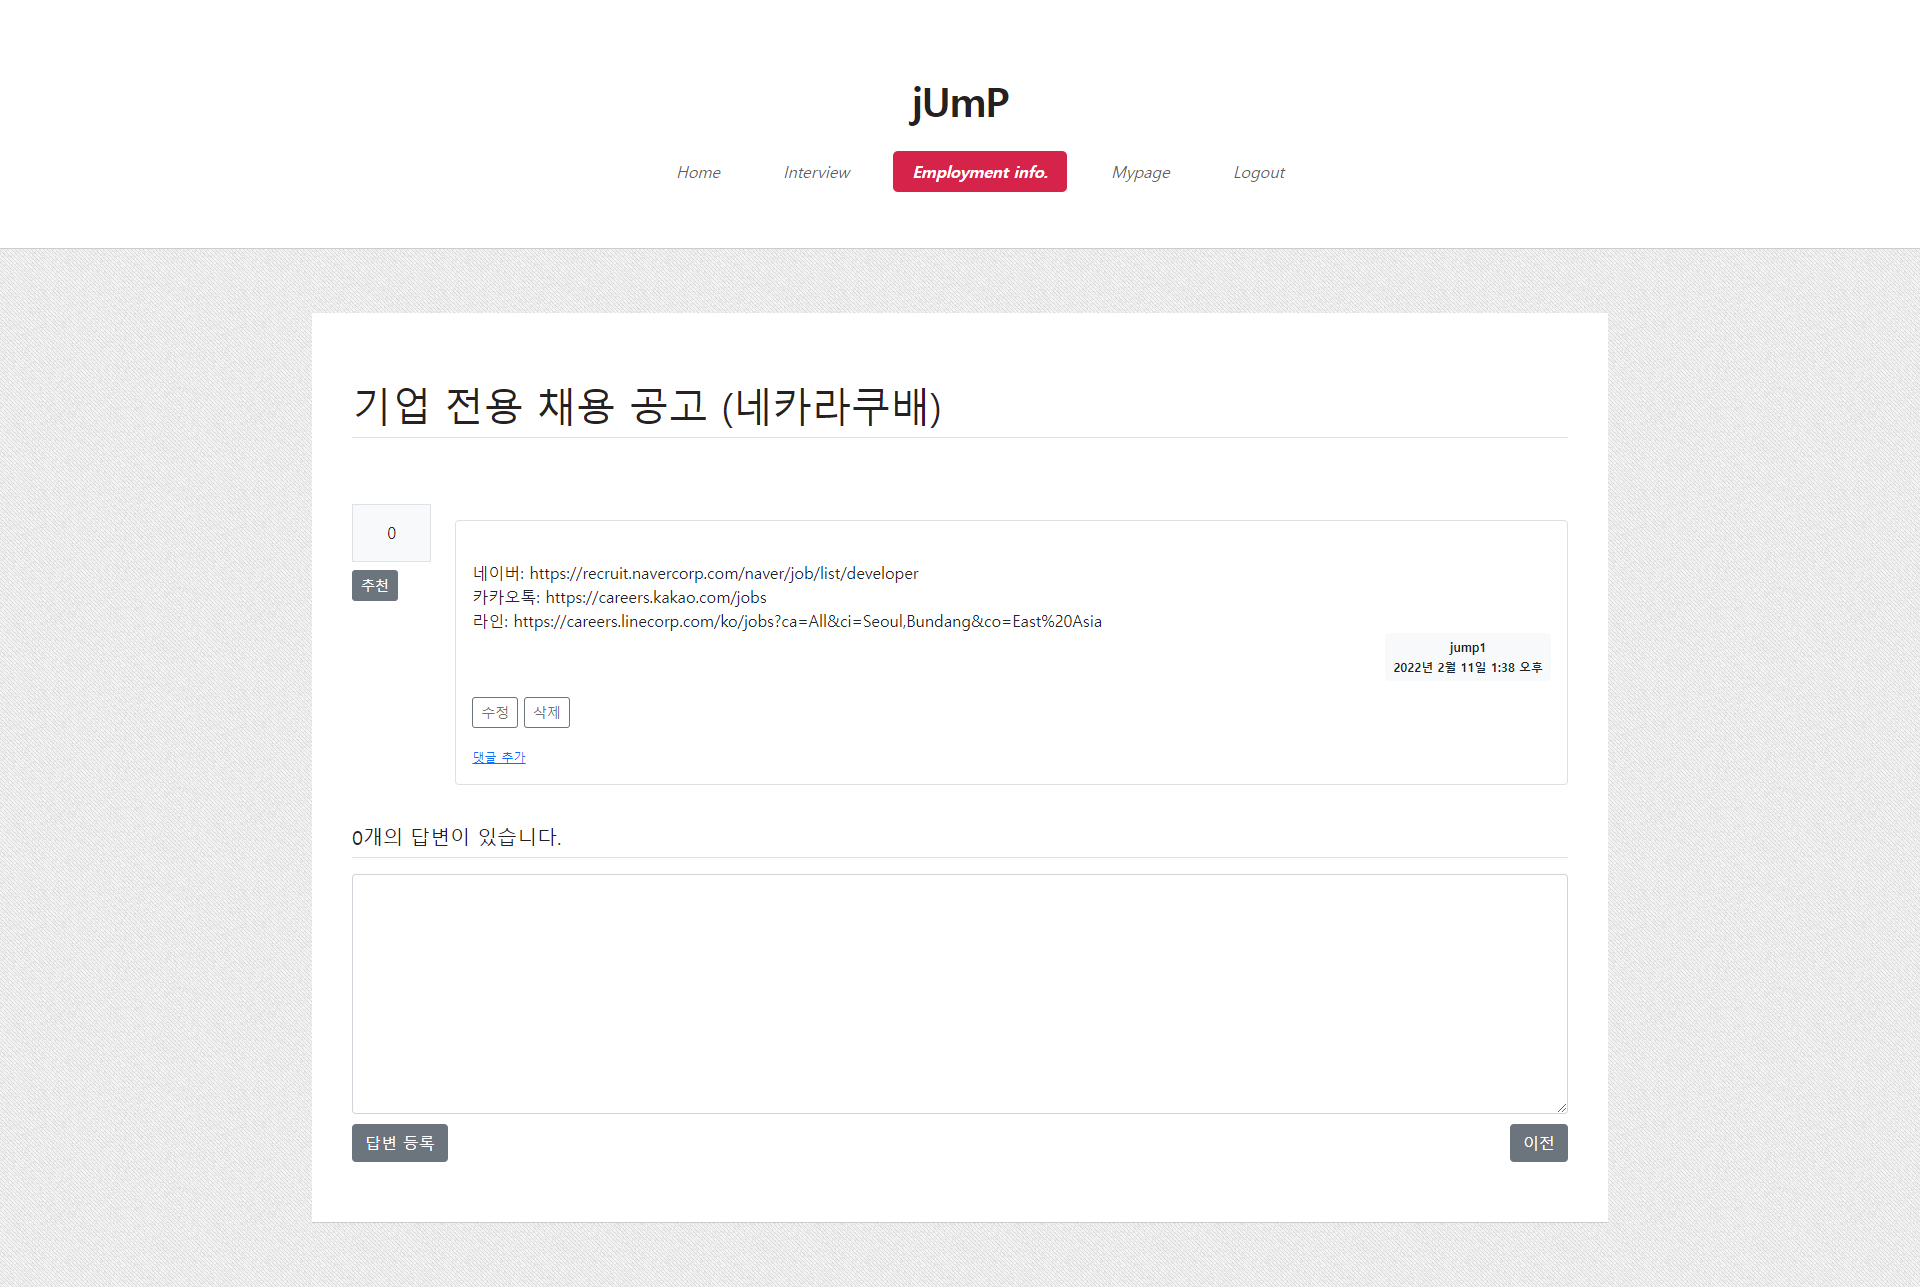 jUmP
Home Interview Employment info. Mypage Logout
기업 전용 채용 공고 (네카라쿠배)
0
추천
네이버: https://recruit.navercorp.com/naver/job/list/developer
카카오톡: https://careers.kakao.com/jobs
라인: https://careers.linecorp.com/ko/jobs?ca=All&ci=Seoul,Bundang&co=East%20Asia
jump1
2022년 2월 11일 1:38 오후
수정 삭제
댓글 추가
0개의 답변이 있습니다.
답변 등록 이전